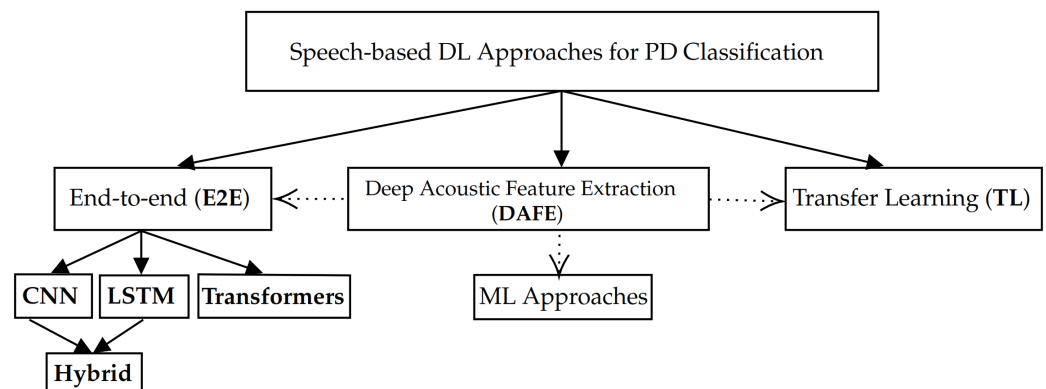 Speech-based DL Approaches for PD Classification
End-to-end (E2E)
Deep Acoustic Feature Extraction
(DAFE)
Transfer Learning (TL)
CNN
LSTM
Transformers
ML Approaches
Hybrid